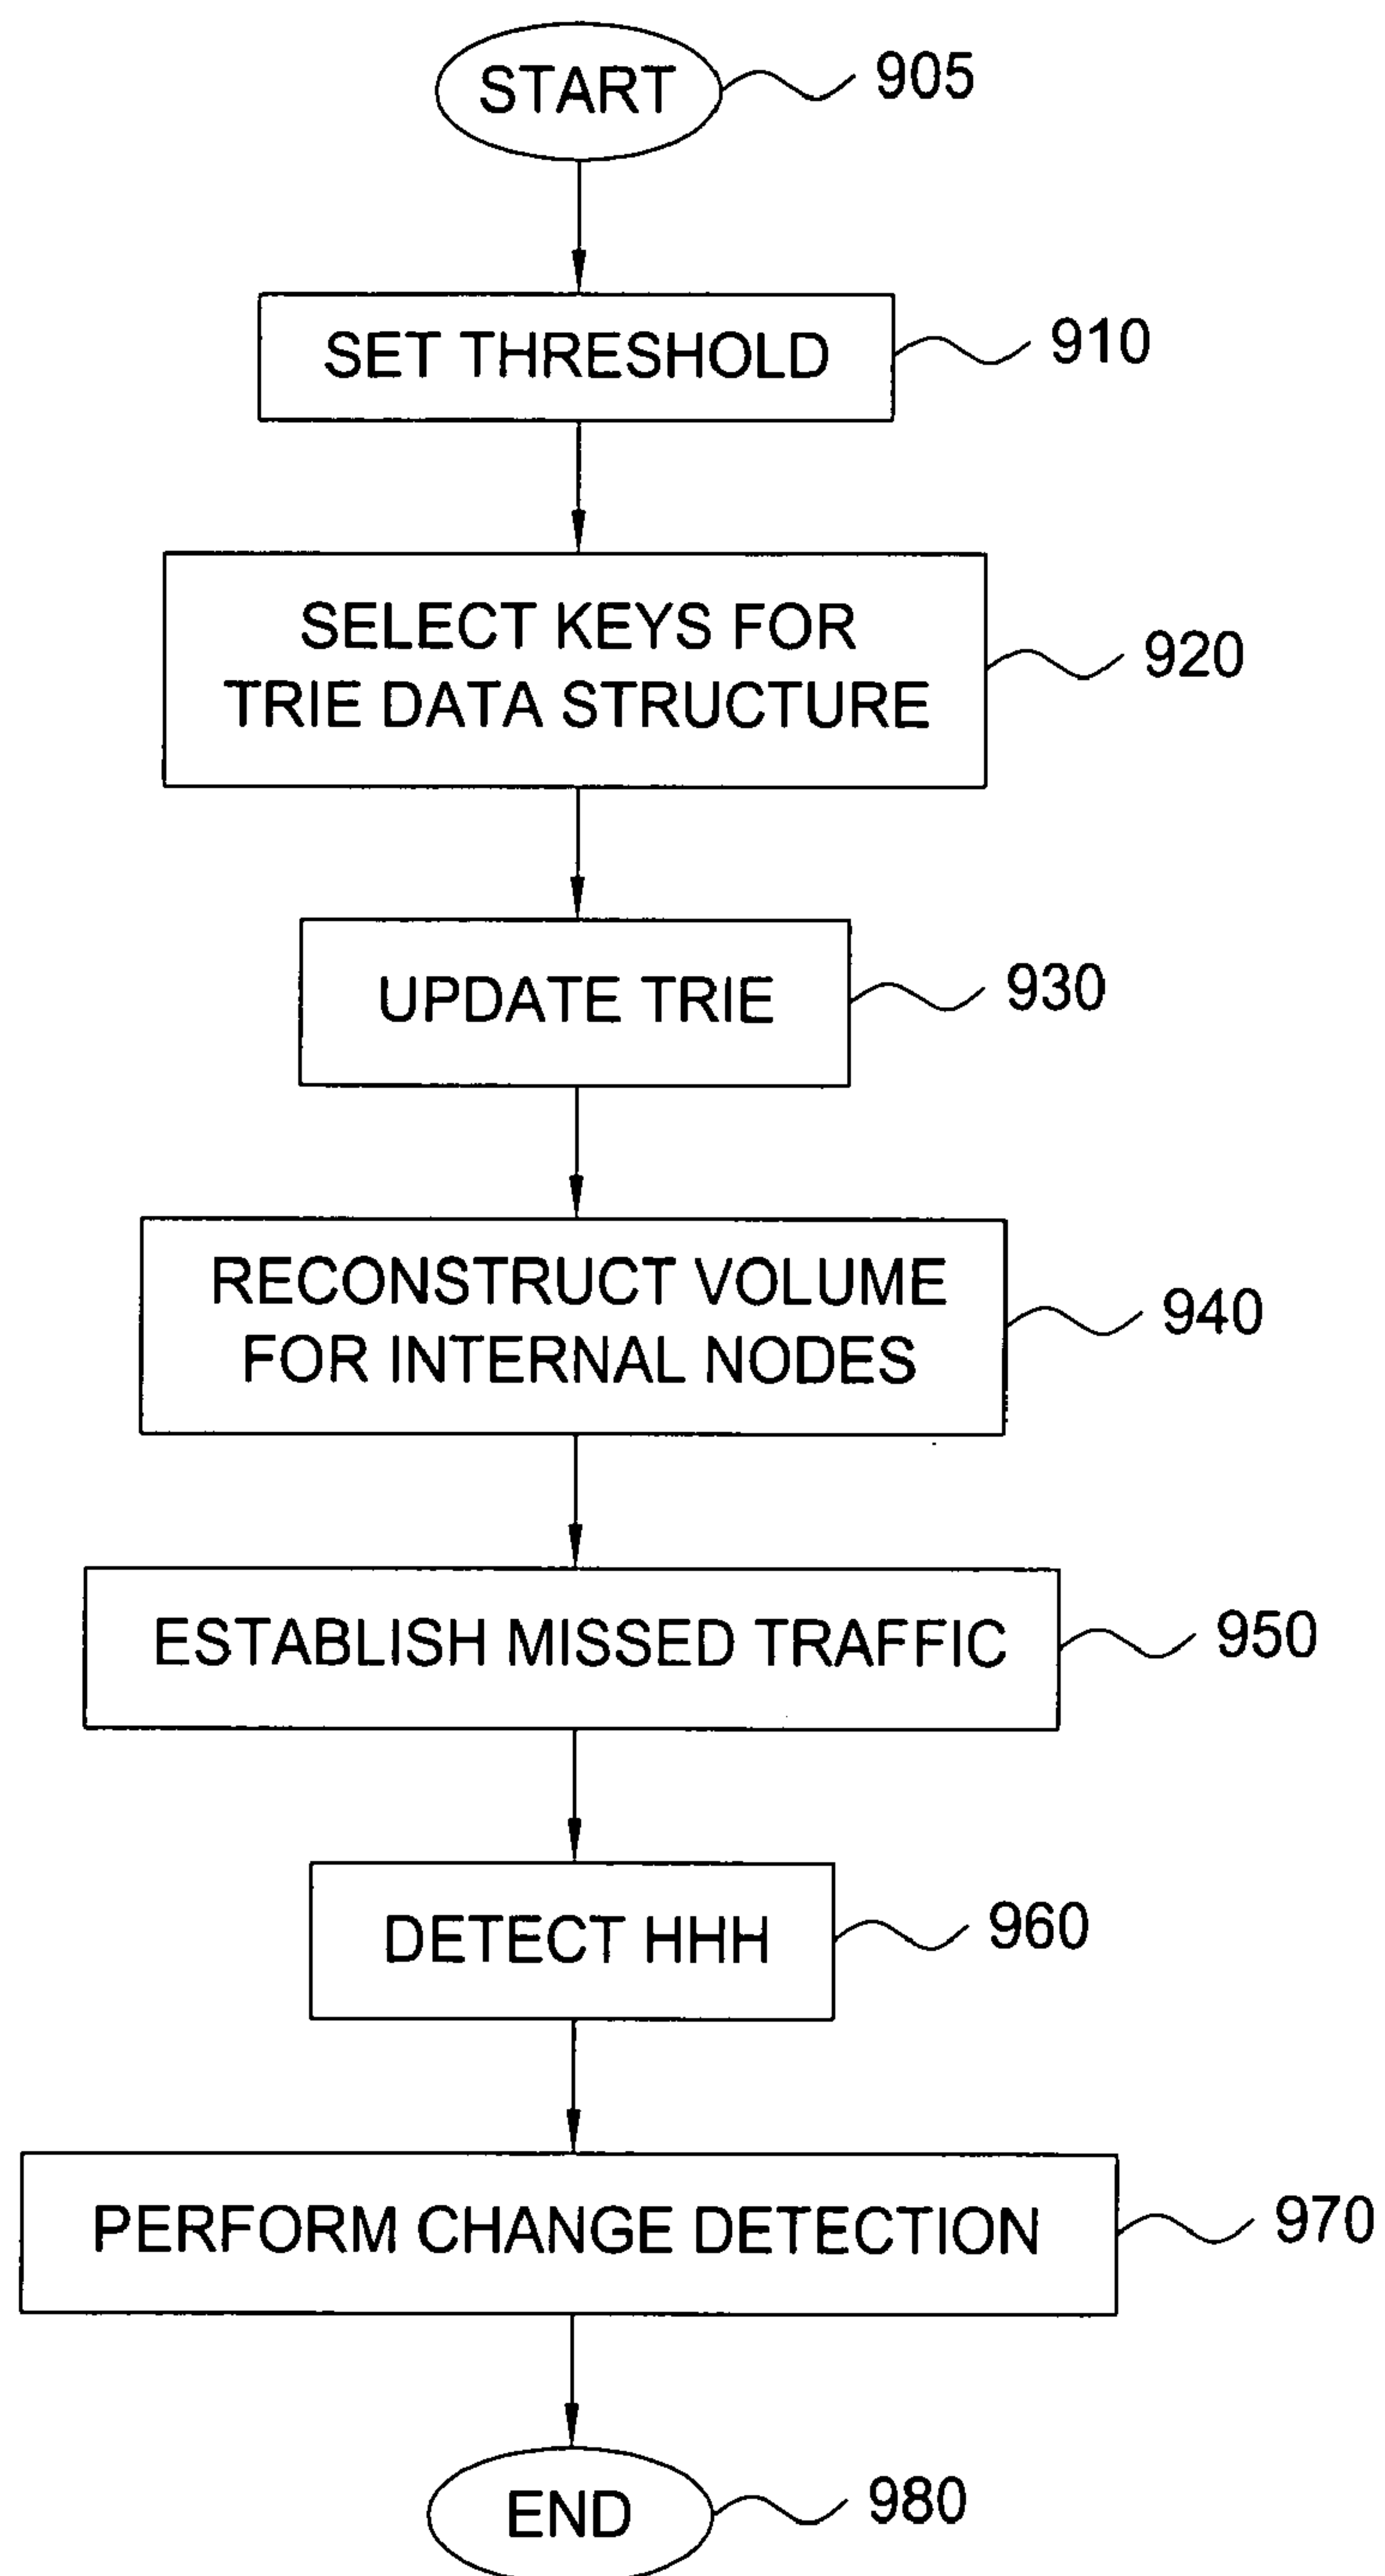 START
905
SET THRESHOLD
910
SELECT KEYS FOR
TRIE DATA STRUCTURE
920
UPDATE TRIE
930
RECONSTRUCT VOLUME
FOR INTERNAL NODES
940
ESTABLISH MISSED TRAFFIC
950
DETECT HHH
960
PERFORM CHANGE DETECTION
970
END
980